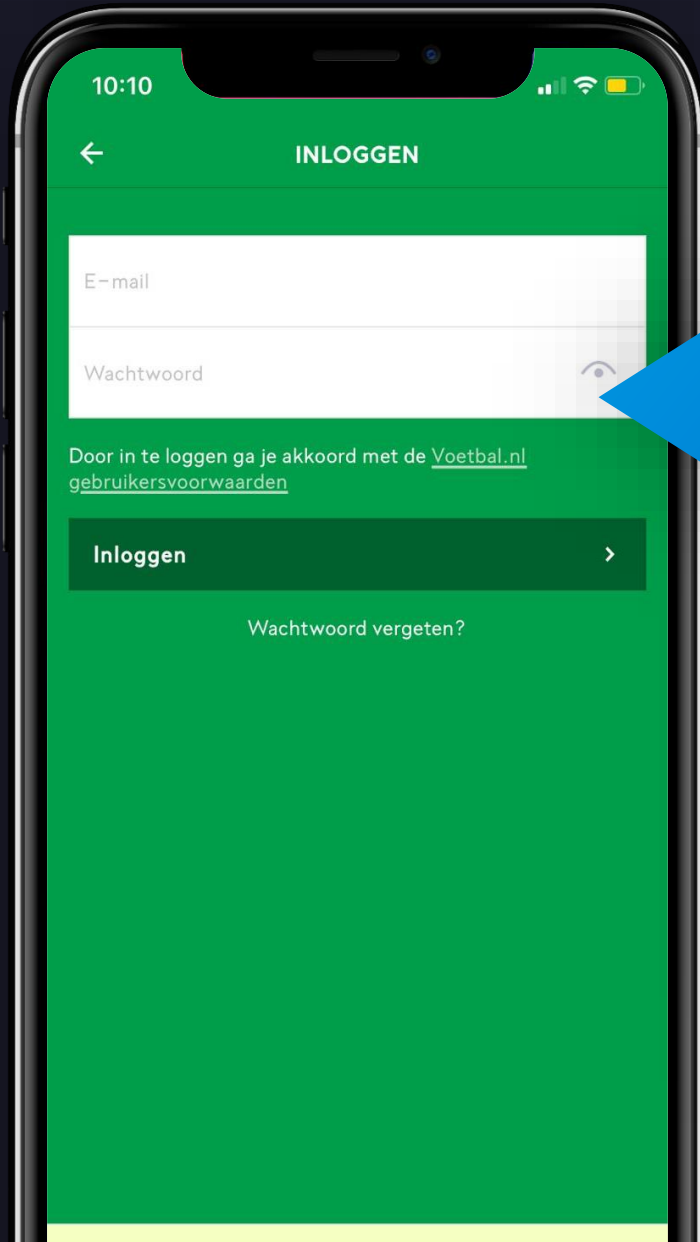 10:10
INLOGGEN
E-mail
Wachtwoord
Door in te loggen ga je akkoord met de Voetbal.nl
gebruikersvoorwaarden
Inloggen
Wachtwoord vergeten?